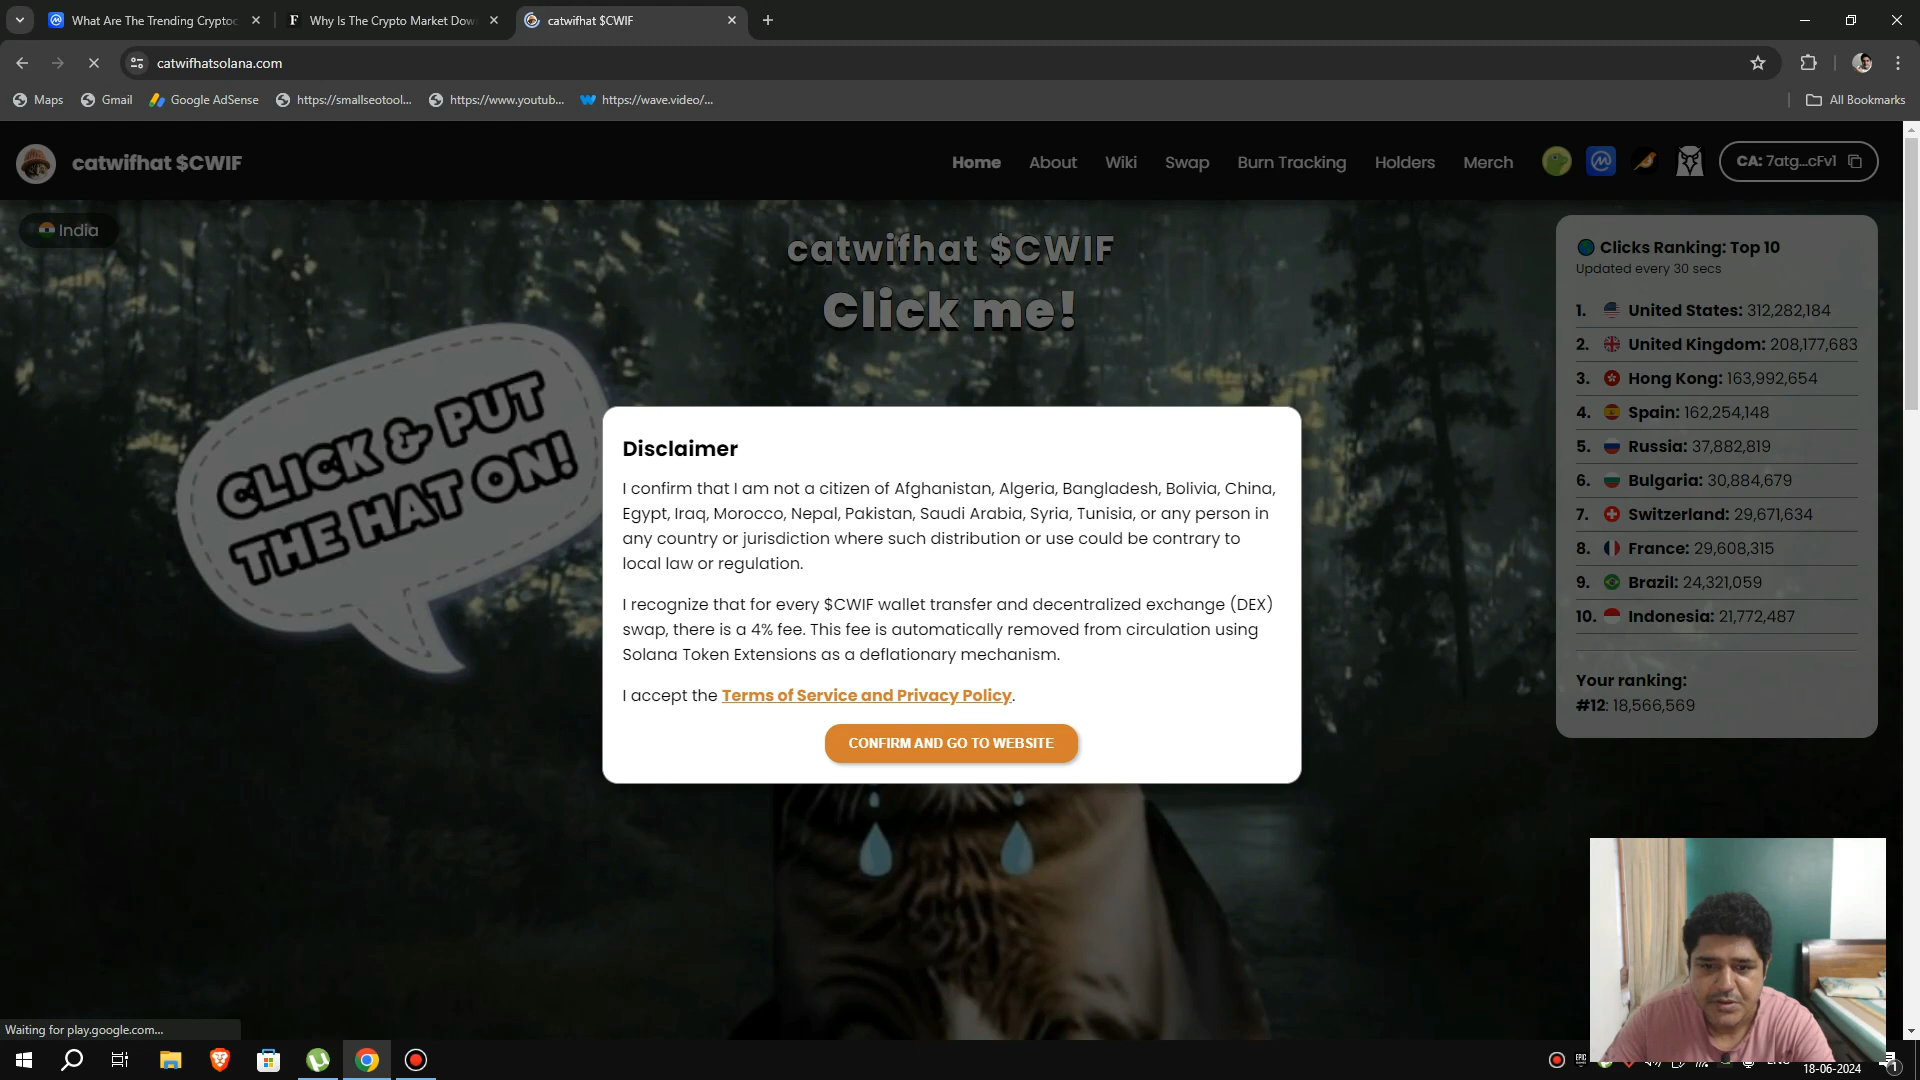 What Are The Trending Cryptoc
Why Is The Crypto Market Dow
catwifhat $CWIF
catwifhatsolana.com
Maps
Gmail
Google AdSense
https://smallseotool...
https://www.youtub...
https://wave.video/...
All Bookmarks
catwifhat $CWIF
Home
About
Wiki
Swap
Burn Tracking
Holders
Merch
CA: 7atg...cFv1
India
catwifhat $CWIF
Click me!
CLICK & PUT
THE HAT ON!
Clicks Ranking: Top 10
Updated every 30 secs
1. United States: 312,282,184
2. United Kingdom: 208,177,683
3. Hong Kong: 163,992,654
4. Spain: 162,254,148
5. Russia: 37,882,819
6. Bulgaria: 30,884,679
7. Switzerland: 29,671,634
8. France: 29,608,315
9. Brazil: 24,321,059
10. Indonesia: 21,772,487
Your ranking:
#12: 18,566,569
Disclaimer
I confirm that I am not a citizen of Afghanistan, Algeria, Bangladesh, Bolivia, China,
Egypt, Iraq, Morocco, Nepal, Pakistan, Saudi Arabia, Syria, Tunisia, or any person in
any country or jurisdiction where such distribution or use could be contrary to
local law or regulation.
I recognize that for every $CWIF wallet transfer and decentralized exchange (DEX)
swap, there is a 4% fee. This fee is automatically removed from circulation using
Solana Token Extensions as a deflationary mechanism.
I accept the Terms of Service and Privacy Policy.
CONFIRM AND GO TO WEBSITE
Waiting for play.google.com...
18-06-2024
1